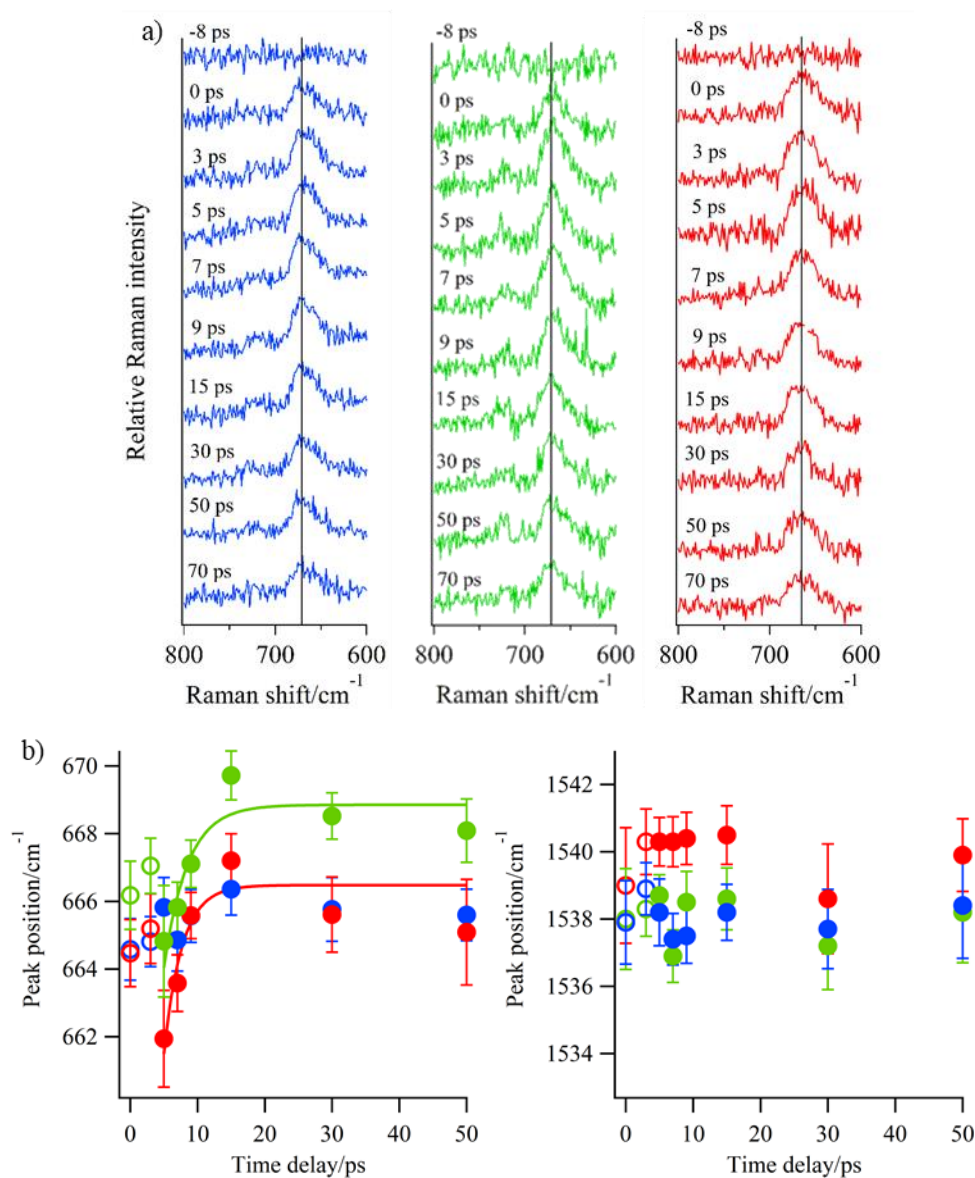 a)
Relative Raman intensity
-8 ps
0 ps
3 ps
5 ps
7 ps
9 ps
15 ps
30 ps
50 ps
70 ps
800 700 600
Raman shift/cm-1
-8 ps
0 ps
3 ps
5 ps
7 ps
9 ps
15 ps
30 ps
50 ps
70 ps
800 700 600
Raman shift/cm-1
-8 ps
0 ps
3 ps
5 ps
7 ps
9 ps
15 ps
30 ps
50 ps
70 ps
800 700 600
Raman shift/cm-1
b)
Peak position/cm-1
670
668
666
664
662
0 10 20 30 40 50
Time delay/ps
Peak position/cm-1
1542
1540
1538
1536
1534
0 10 20 30 40 50
Time delay/ps